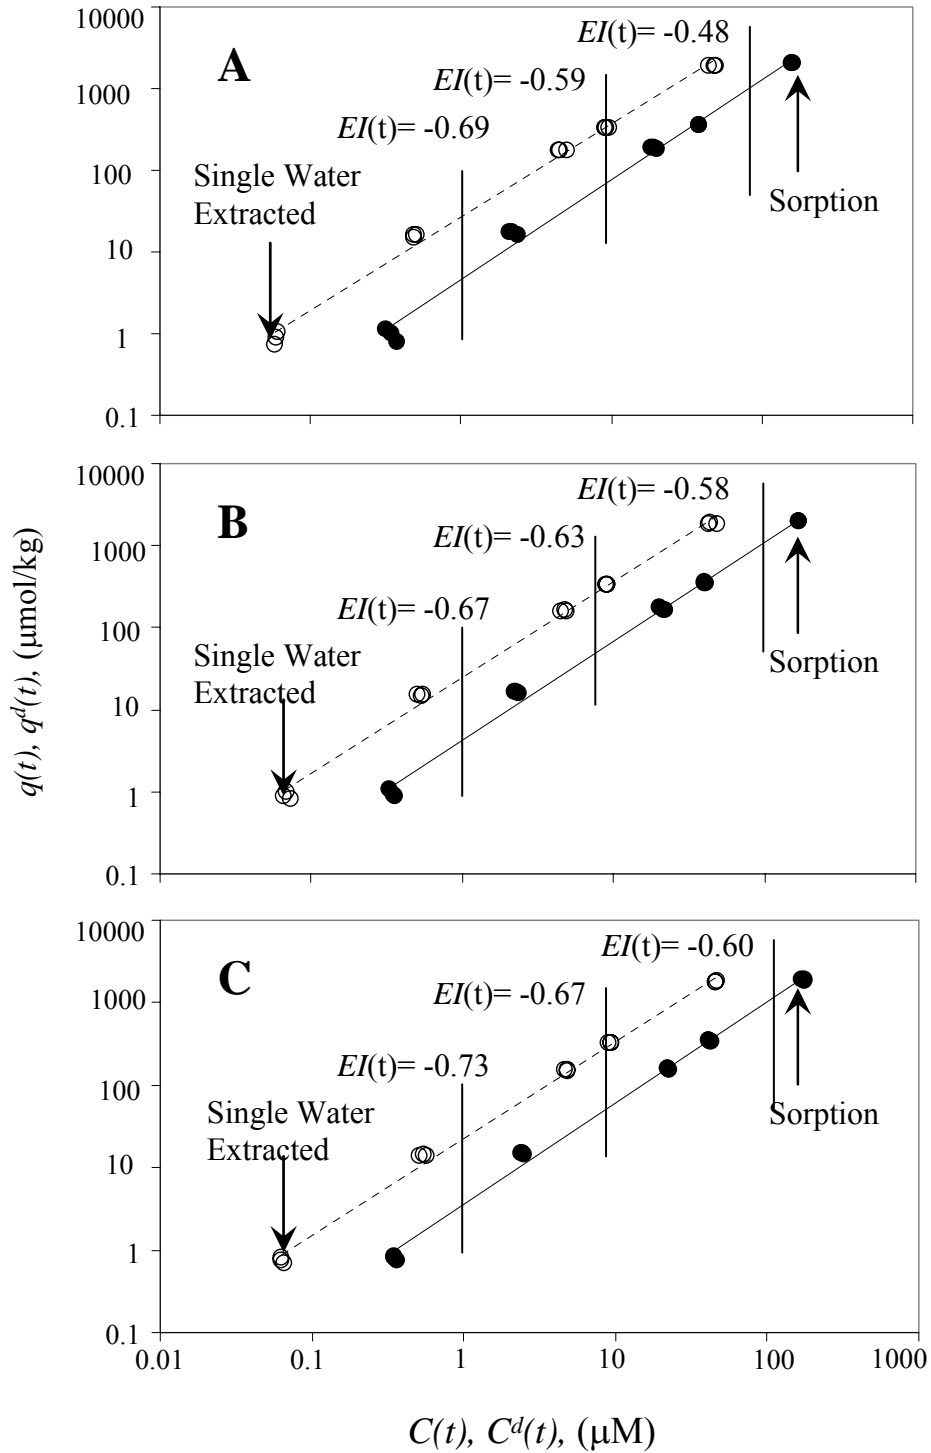 10000
1000
100
10
1
0.1
A
EI(t)= -0.48
EI(t)= -0.59
EI(t)= -0.69
Single Water
Extracted
Sorption
10000
1000
100
10
1
0.1
B
EI(t)= -0.58
EI(t)= -0.63
EI(t)= -0.67
Single Water
Extracted
Sorption
q(t), q^d(t), (μmol/kg)
10000
1000
100
10
1
0.1
C
EI(t)= -0.60
EI(t)= -0.67
EI(t)= -0.73
Single Water
Extracted
Sorption
0.01 0.1 1 10 100 1000
C(t), C^d(t), (μM)